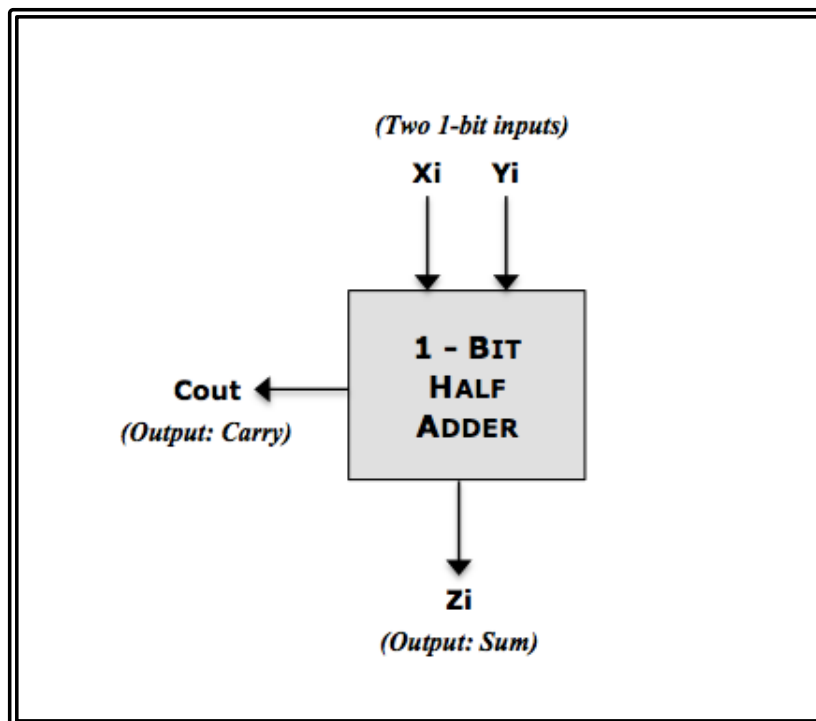 (Two 1-bit inputs)
Xi Yi
1 - BIT
HALF
ADDER
Cout
(Output: Carry)
Zi
(Output: Sum)